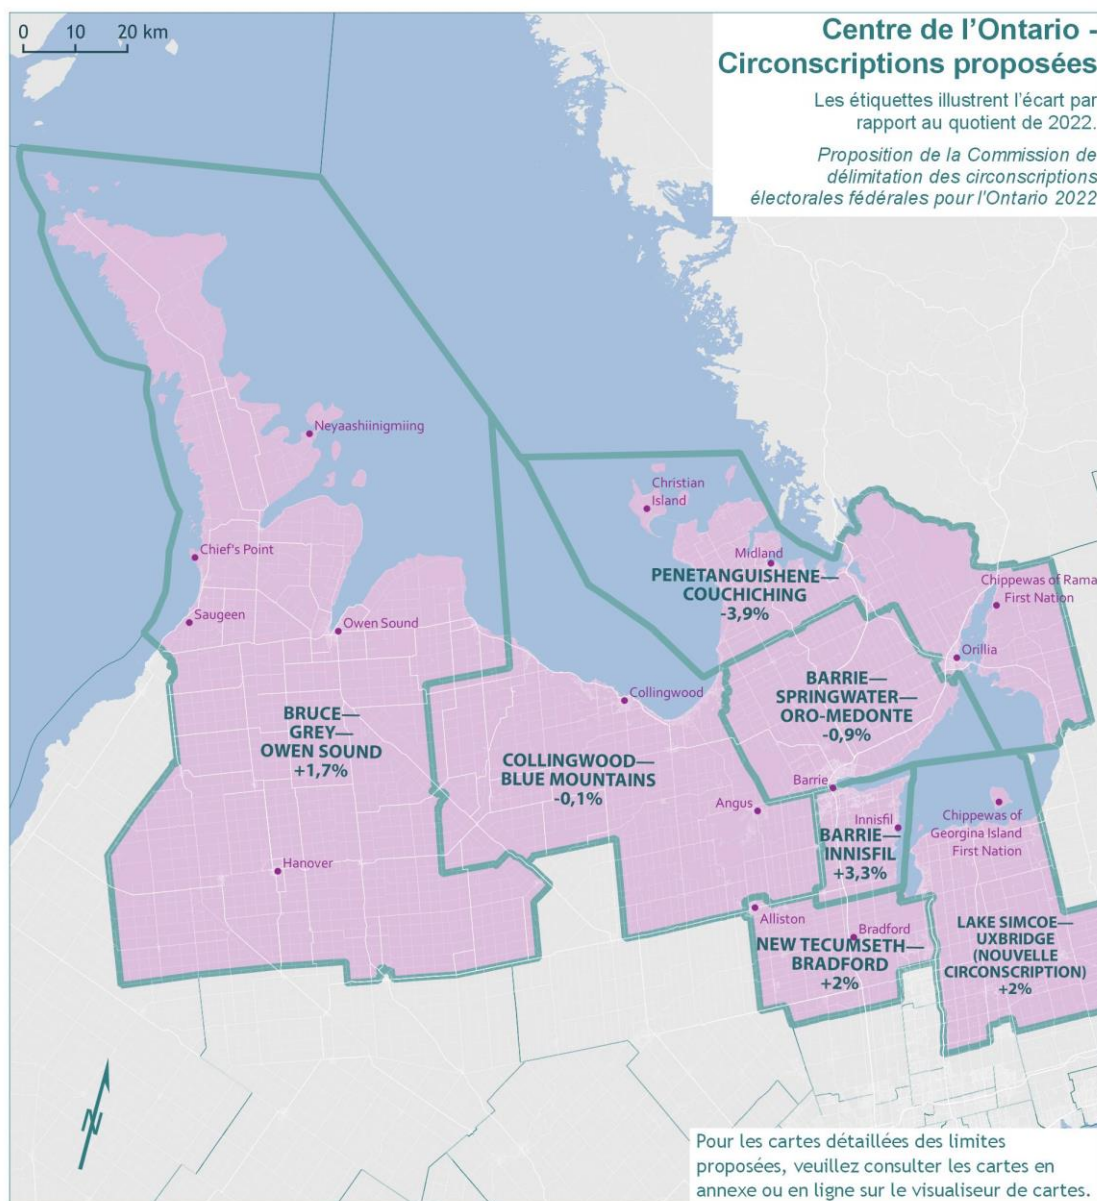 0 10 20 km
Centre de l'Ontario -
Circonscriptions proposées
Les étiquettes illustrent l'écart par
rapport au quotient de 2022.
Proposition de la Commission de
délimitation des circonscriptions
électorales fédérales pour l'Ontario 2022
Neyaashiinigmiing
Christian
Island
Chief's Point
Midland
PENETANGUISHENE—
COUCHICHING
-3,9%
Chippewas of Rama
First Nation
Saugeen
Owen Sound
Orillia
Collingwood
BARRIE—
SPRINGWATER—
ORO-MEDONTE
-0,9%
BRUCE—
GREY—
OWEN SOUND
+1,7%
COLLINGWOOD—
BLUE MOUNTAINS
-0,1%
Barrie
Angus
Innisfil
BARRIE—
INNISFIL
+3,3%
Chippewas of
Georgina Island
First Nation
Hanover
Alliston
Bradford
NEW TECUMSETH—
BRADFORD
+2%
LAKE SIMCOE—
UXBRIDGE
(NOUVELLE
CIRCONSCRIPTION)
+2%
N
Pour les cartes détaillées des limites
proposées, veuillez consulter les cartes en
annexe ou en ligne sur le visualiseur de cartes.